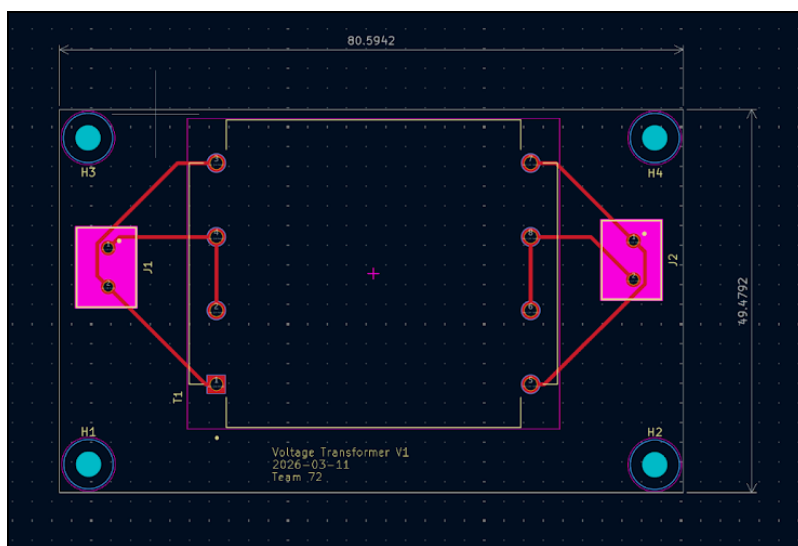 80.5942
H3
H4
J1
J2
49.4792
T1
H1
H2
Voltage Transformer V1
2026-03-11
Team 72